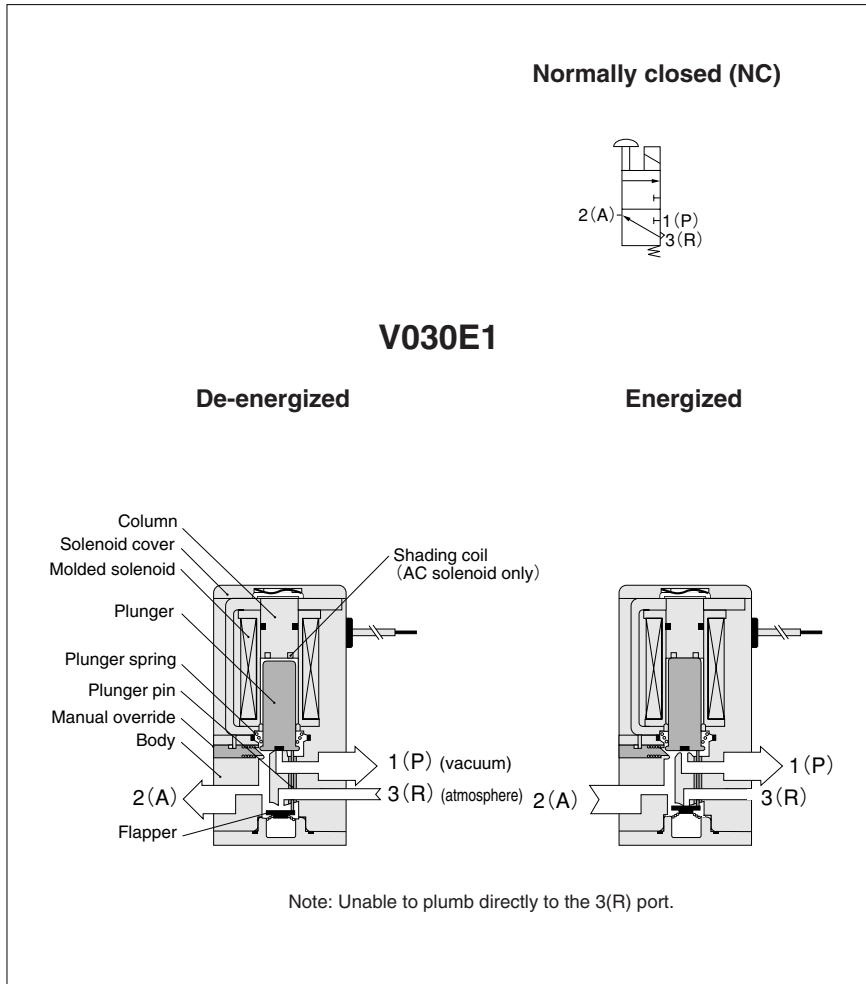 Normally closed (NC)
2(A)
1(P)
3(R)
V030E1
De-energized
Energized
Column
Solenoid cover
Molded solenoid
Plunger
Plunger spring
Plunger pin
Manual override
Body
2(A)
Flapper
Shading coil
(AC solenoid only)
1(P) (vacuum)
3(R) (atmosphere)
2(A)
1(P)
3(R)
Note: Unable to plumb directly to the 3(R) port.